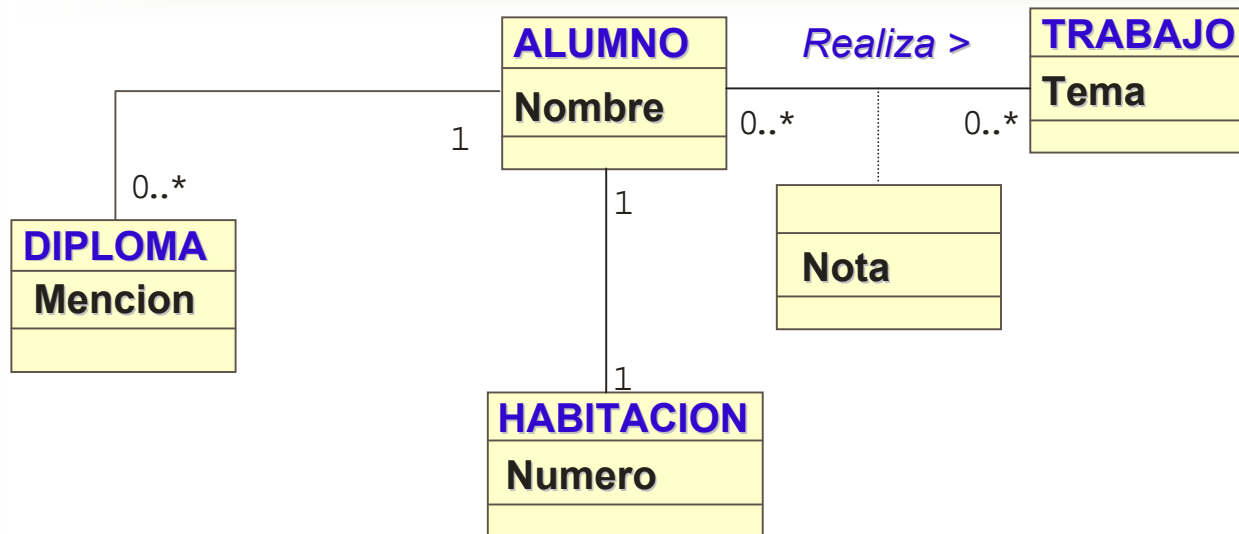 ALUMNO
Nombre
Realiza >
TRABAJO
Tema
0..*
0..*
1
0..*
1
DIPLOMA
Mencion
Nota
1
HABITACION
Numero